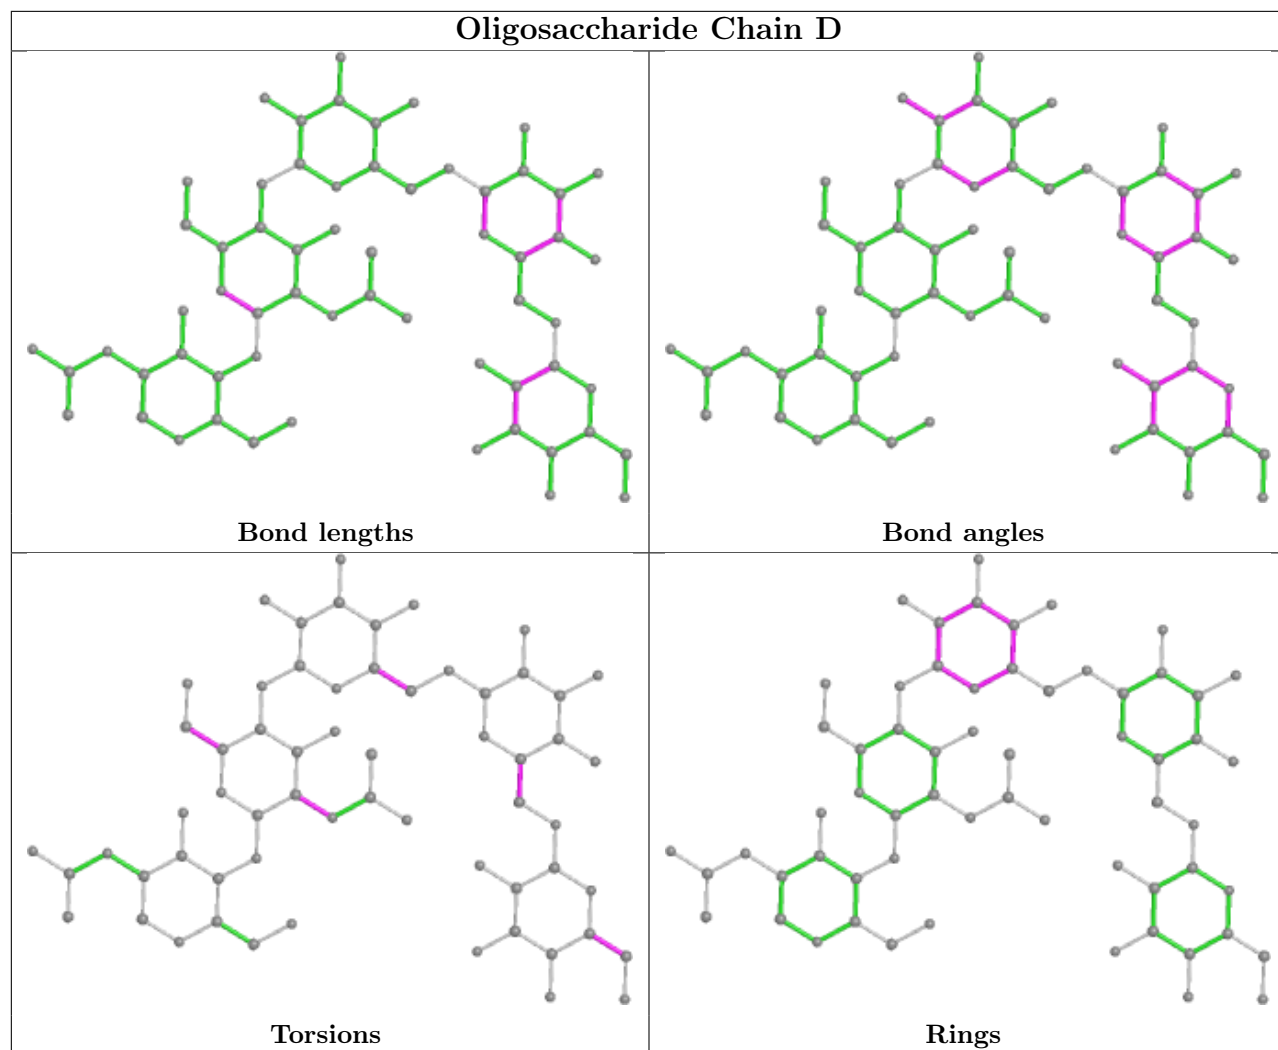 Oligosaccharide Chain D
Bond lengths
Bond angles
Torsions
Rings